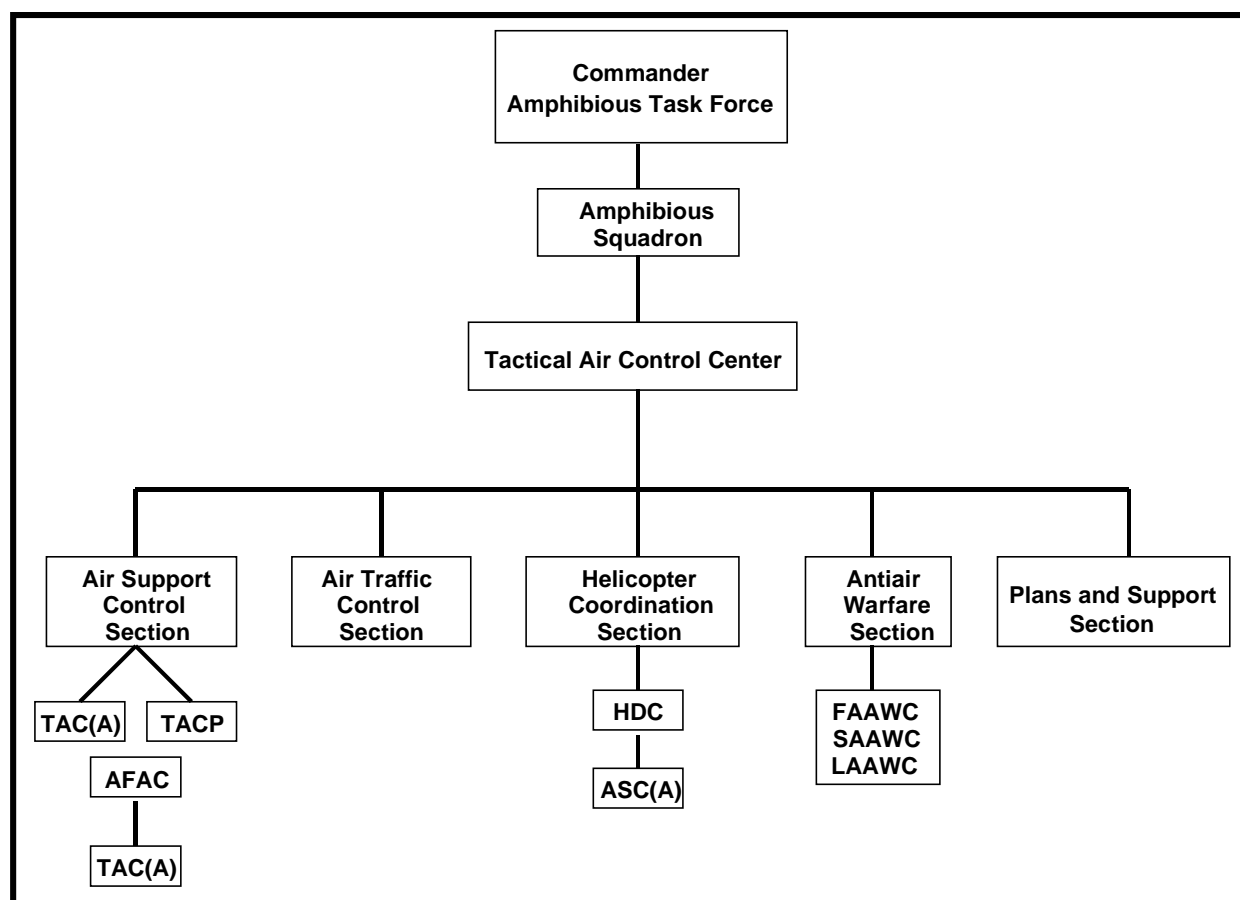 Commander
Amphibious Task Force
Amphibious
Squadron
Tactical Air Control Center
Air Support
Control
Section
Air Traffic
Control
Section
Helicopter
Coordination
Section
Antiair
Warfare
Section
Plans and Support
Section
TAC(A)
TACP
HDC
FAAWC
SAAWC
LAAWC
AFAC
ASC(A)
TAC(A)